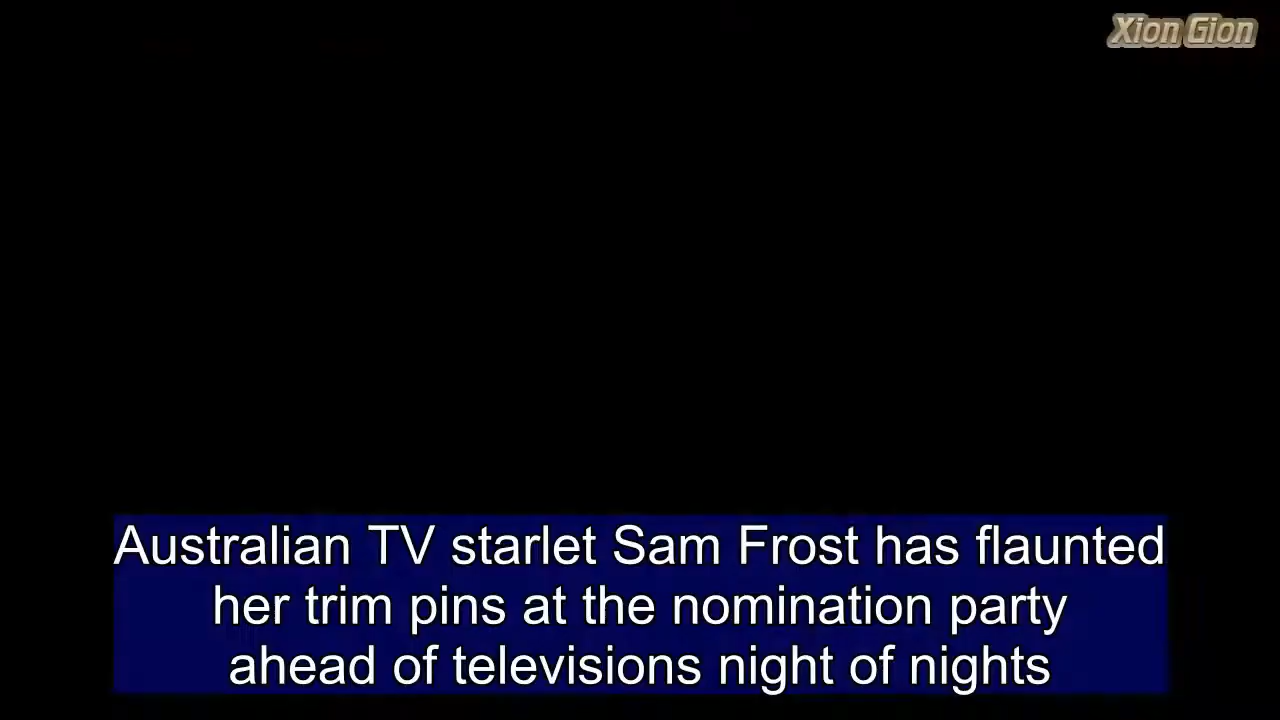 Xion Gion
Australian TV starlet Sam Frost has flaunted
her trim pins at the nomination party
ahead of televisions night of nights